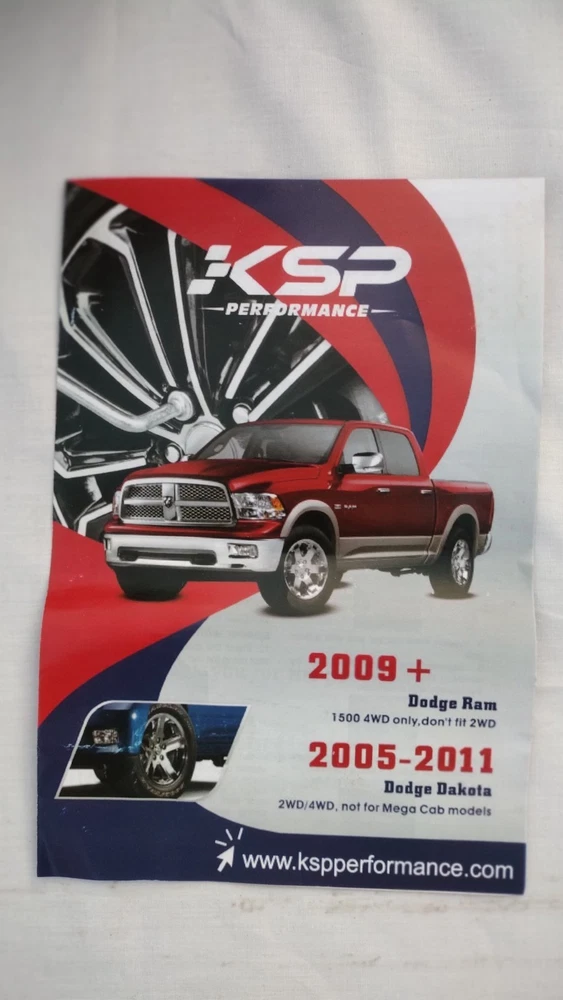 KSP
PERFORMANCE
2009 +
Dodge Ram
1500 4WD only,don't fit 2WD
2005-2011
Dodge Dakota
2WD/4WD, not for Mega Cab models
www.kspperformance.com